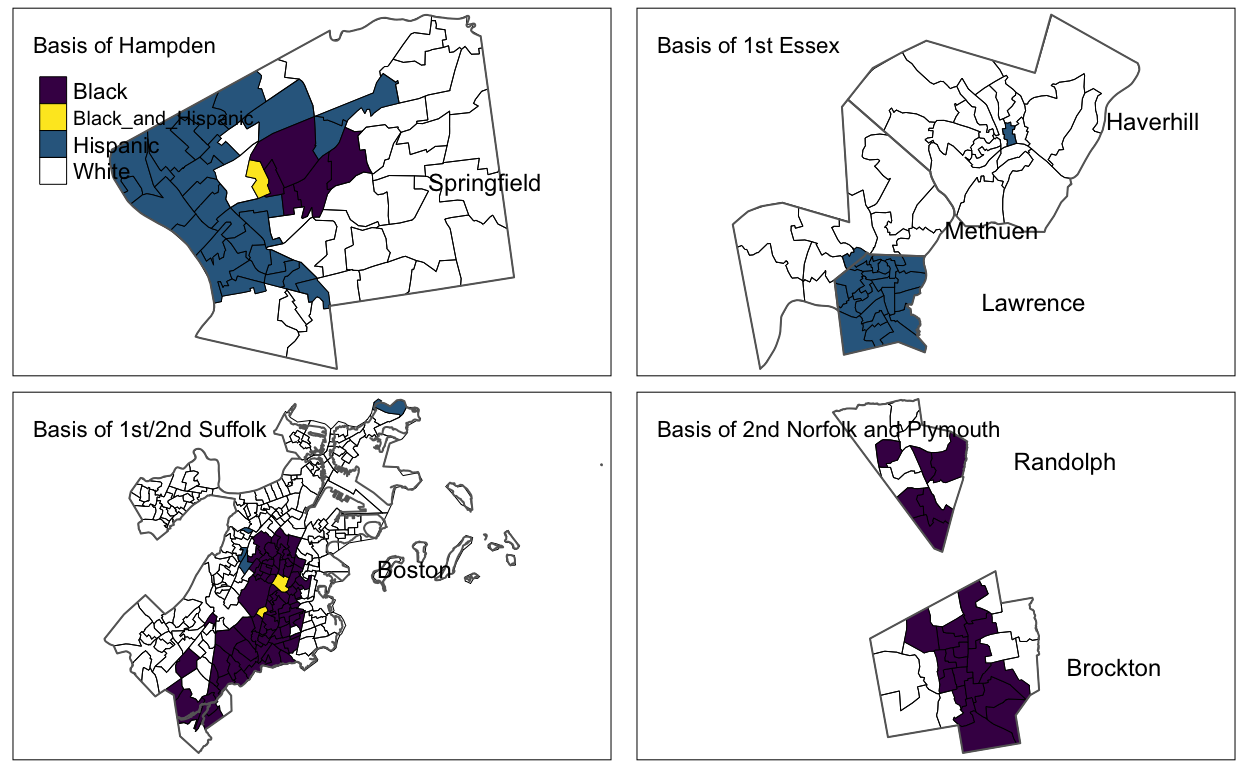 Basis of Hampden
Black
Black_and_Hispanic
Hispanic
White
Springfield
Basis of 1st Essex
Haverhill
Methuen
Lawrence
Basis of 1st/2nd Suffolk
Boston
Basis of 2nd Norfolk and Plymouth
Randolph
Brockton